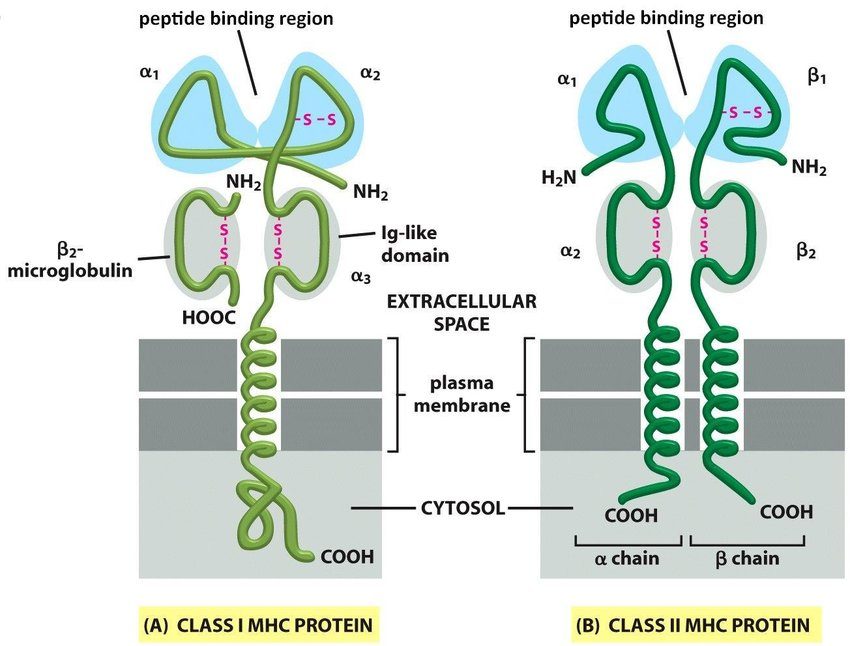 peptide binding region
α1
α2
-S-S
NH2
NH2
β2-
microglobulin
S
S
S
S
Ig-like
domain
α3
HOOC
EXTRACELLULAR
SPACE
plasma
membrane
CYTOSOL
COOH
(A) CLASS I MHC PROTEIN
peptide binding region
α1
β1
-S-S-
H2N
NH2
α2
S
S
S
S
β2
COOH
COOH
α chain
β chain
(B) CLASS II MHC PROTEIN